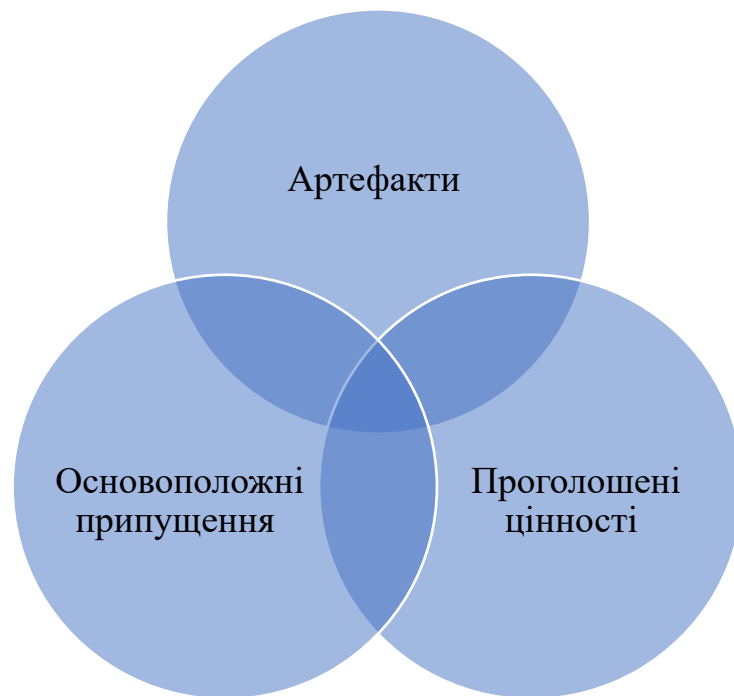 Артефакти
Основоположні
припущення
Проголошені
цінності